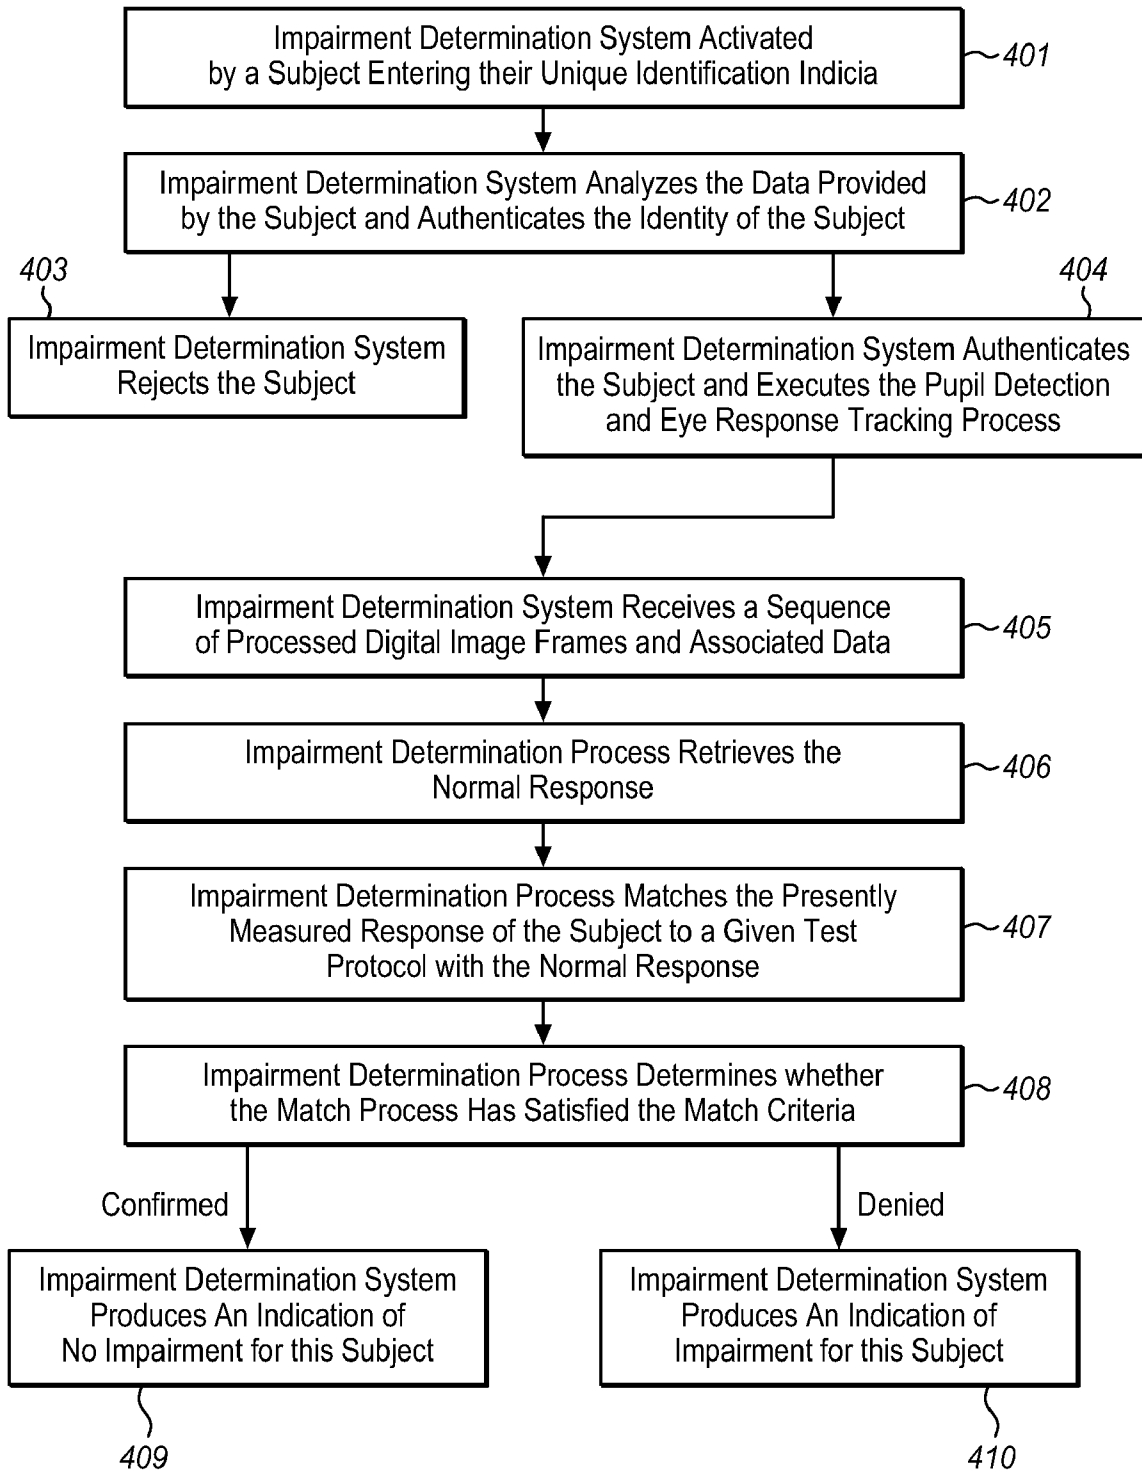 Impairment Determination System Activated
by a Subject Entering their Unique Identification Indicia
401
Impairment Determination System Analyzes the Data Provided
by the Subject and Authenticates the Identity of the Subject
402
403
Impairment Determination System
Rejects the Subject
404
Impairment Determination System Authenticates
the Subject and Executes the Pupil Detection
and Eye Response Tracking Process
Impairment Determination System Receives a Sequence
of Processed Digital Image Frames and Associated Data
405
Impairment Determination Process Retrieves the
Normal Response
406
Impairment Determination Process Matches the Presently
Measured Response of the Subject to a Given Test
Protocol with the Normal Response
407
Impairment Determination Process Determines whether
the Match Process Has Satisfied the Match Criteria
408
Confirmed
Denied
Impairment Determination System
Produces An Indication of
No Impairment for this Subject
409
Impairment Determination System
Produces An Indication of
Impairment for this Subject
410